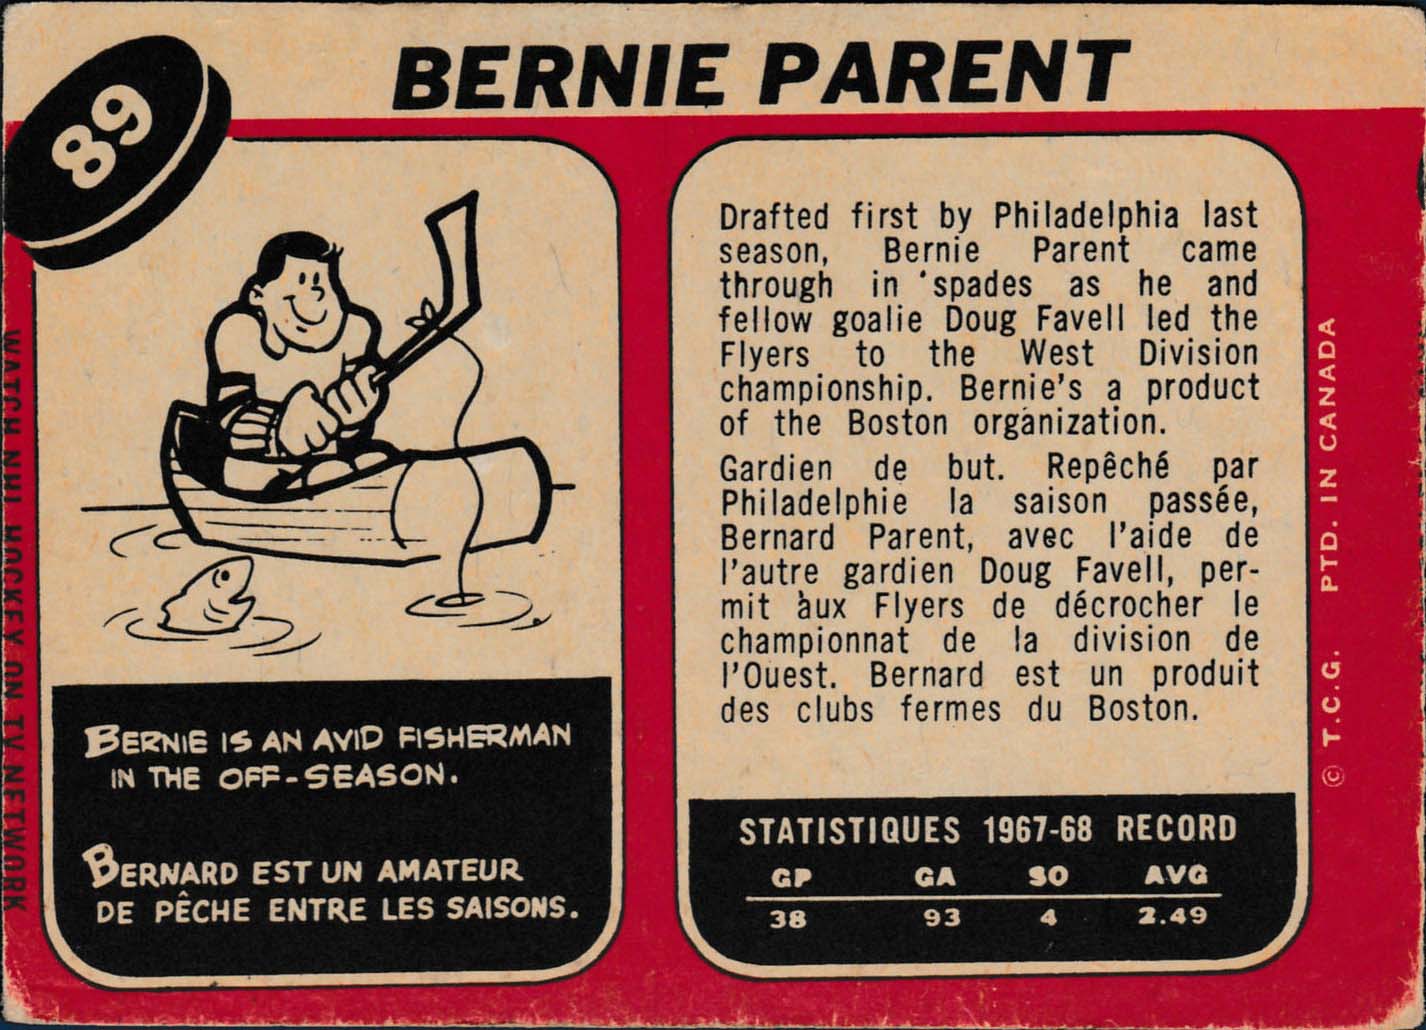 89
BERNIE PARENT
WATCH NHL HOCKEY ON TV NETWORK
BERNIE IS AN AVID FISHERMAN
IN THE OFF-SEASON.
BERNARD EST UN AMATEUR
DE PÊCHE ENTRE LES SAISONS.
Drafted first by Philadelphia last
season, Bernie Parent came
through in 'spades as he and
fellow goalie Doug Favell led the
Flyers to the West Division
championship. Bernie's a product
of the Boston organization.
Gardien de but. Repêché par
Philadelphie la saison passée,
Bernard Parent, avec l'aide de
l'autre gardien Doug Favell, per-
mit aux Flyers de décrocher le
championnat de la division de
l'Ouest. Bernard est un produit
des clubs fermes du Boston.
STATISTIQUES 1967-68 RECORD
GP GA SO AVG
38 93 4 2.49
© T.C.G. PTD. IN CANADA